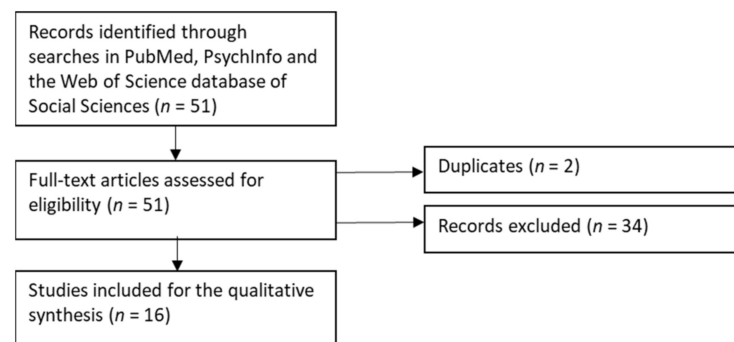 Records identified through
searches in PubMed, PsychInfo and
the Web of Science database of
Social Sciences (n = 51)
Full-text articles assessed for
eligibility (n = 51)
Duplicates (n = 2)
Records excluded (n = 34)
Studies included for the qualitative
synthesis (n = 16)